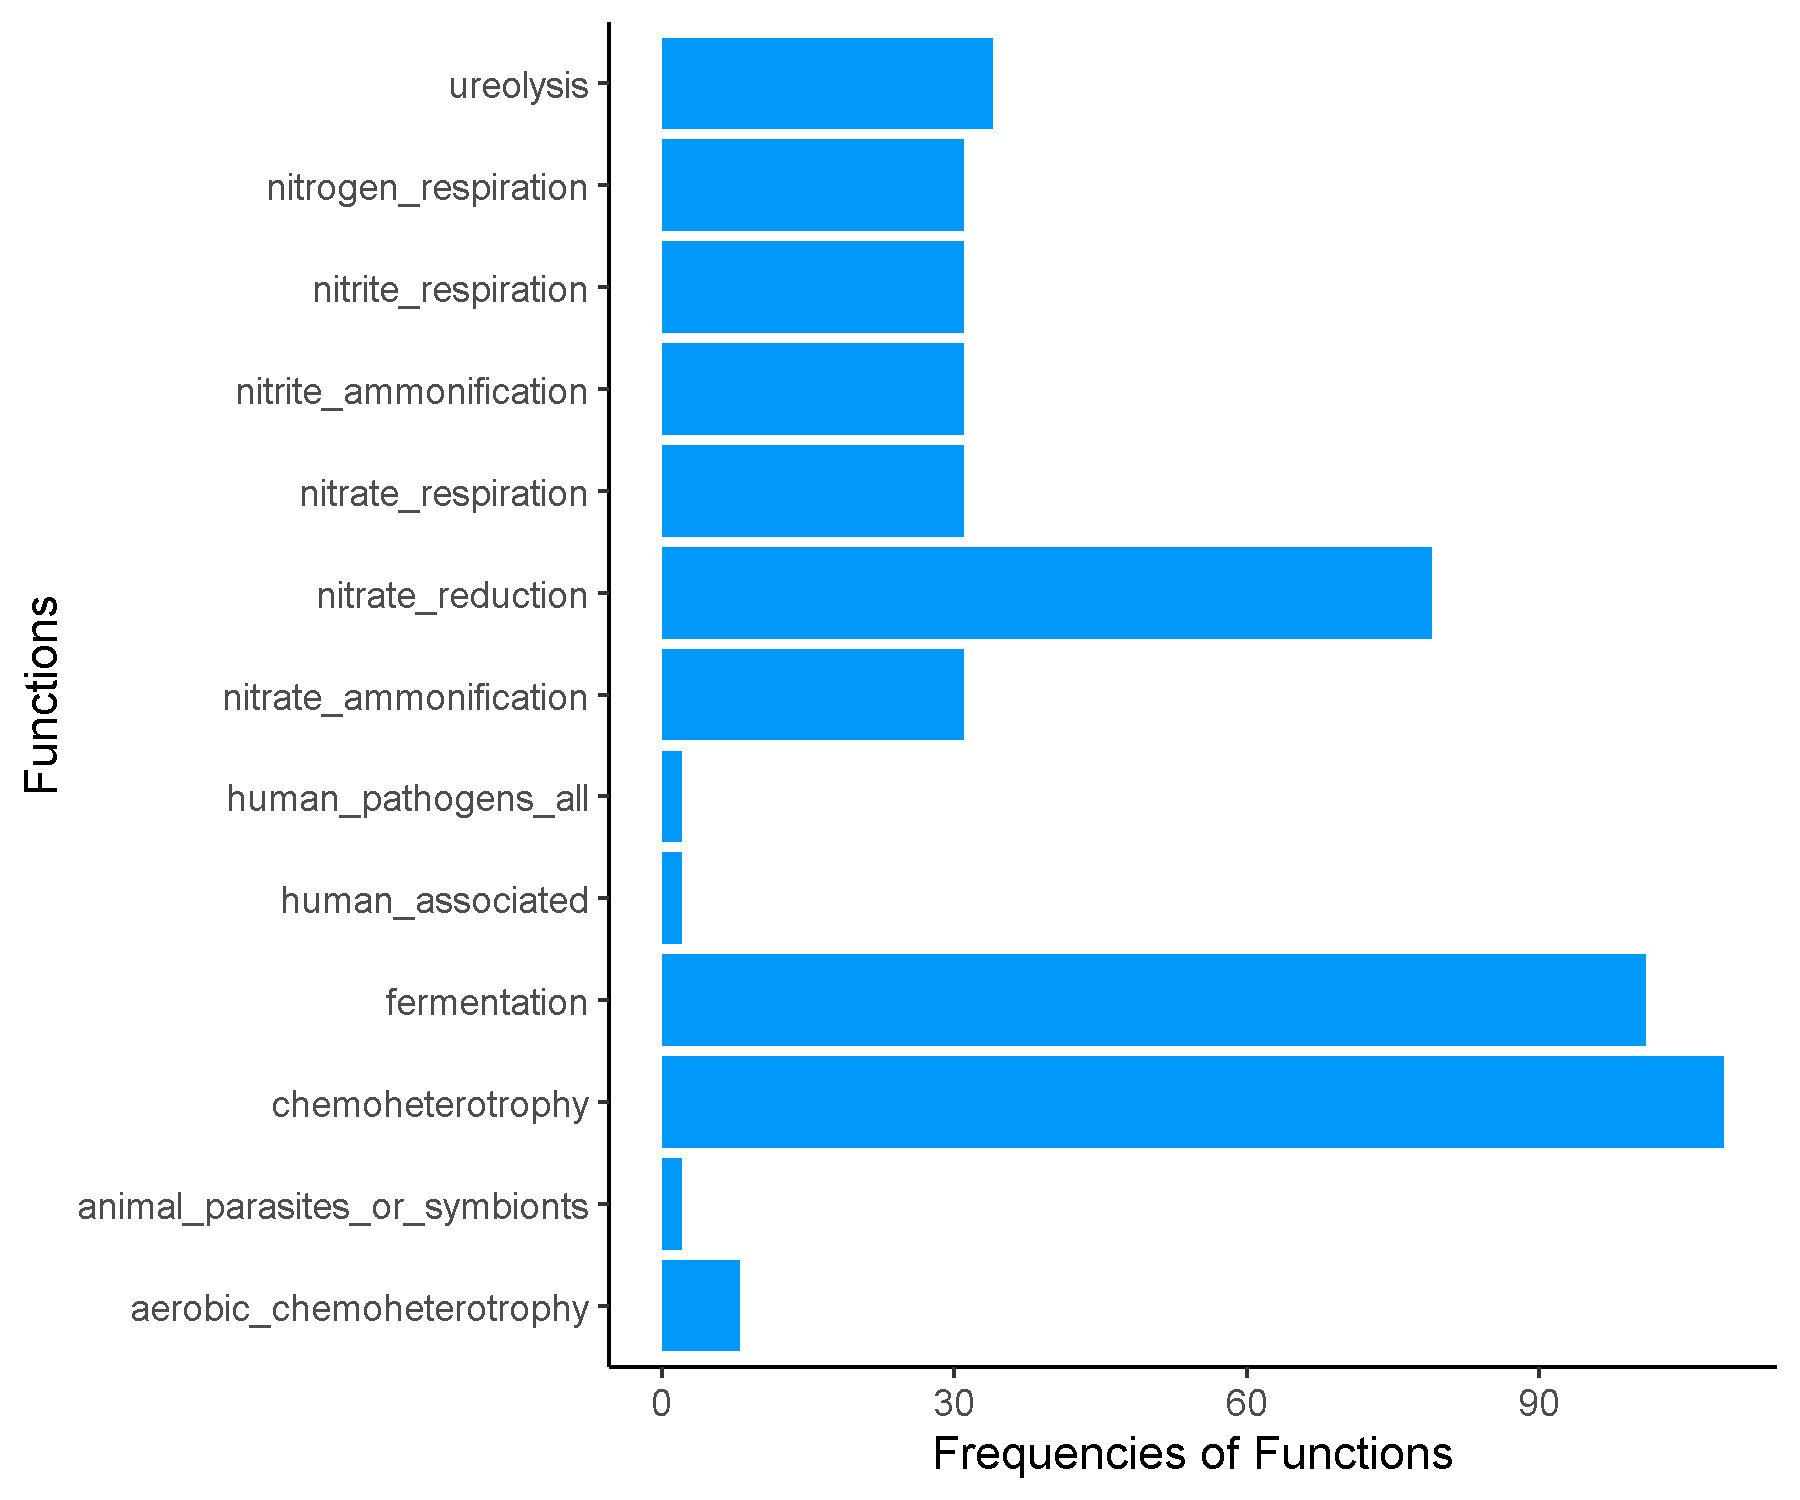 ureolysis
nitrogen_respiration
nitrite_respiration
nitrite_ammonification
nitrate_respiration
nitrate_reduction
nitrate_ammonification
human_pathogens_all
human_associated
fermentation
chemoheterotrophy
animal_parasites_or_symbionts
aerobic_chemoheterotrophy
Functions
0 30 60 90
Frequencies of Functions